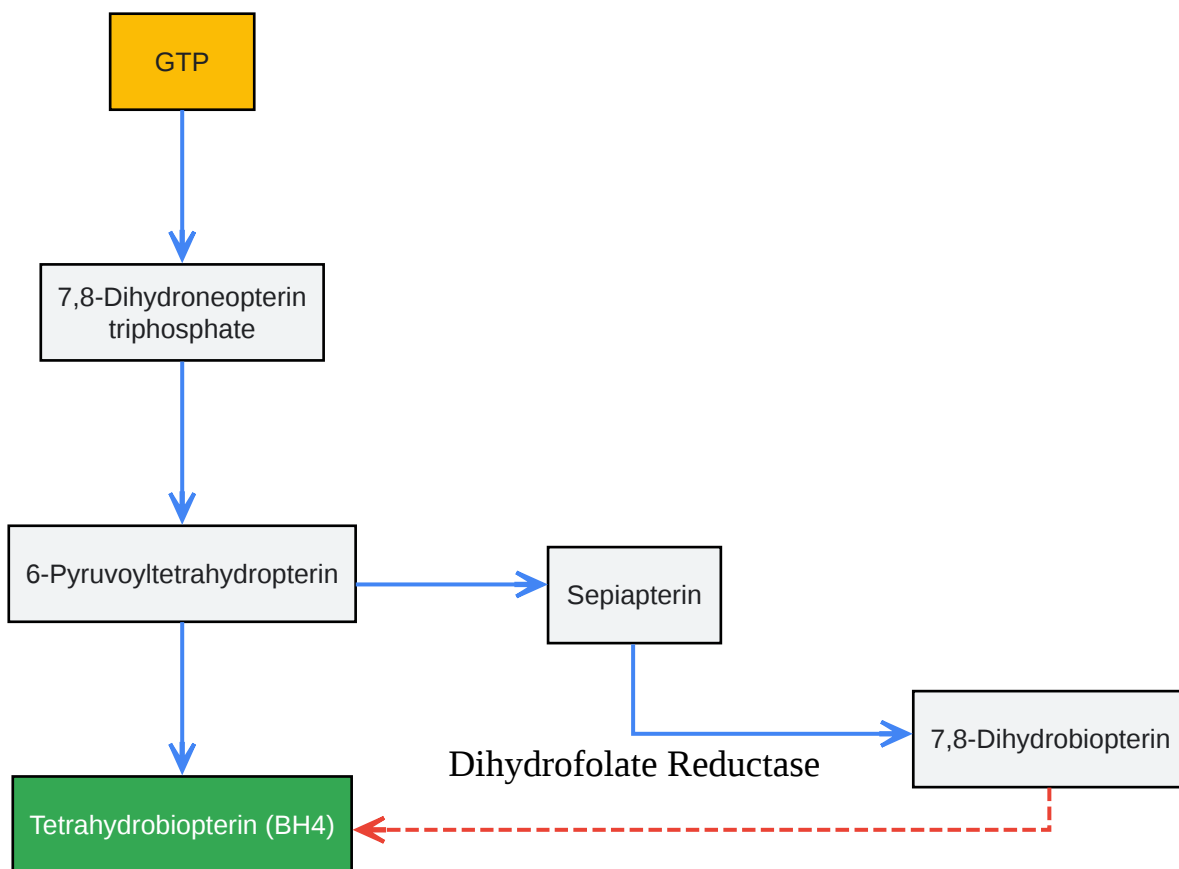 GTP
7,8-Dihydroneopterin
triphosphate
6-Pyruvoyltetrahydropterin
Sepiapterin
7,8-Dihydrobiopterin
Dihydrofolate Reductase
Tetrahydrobiopterin (BH4)